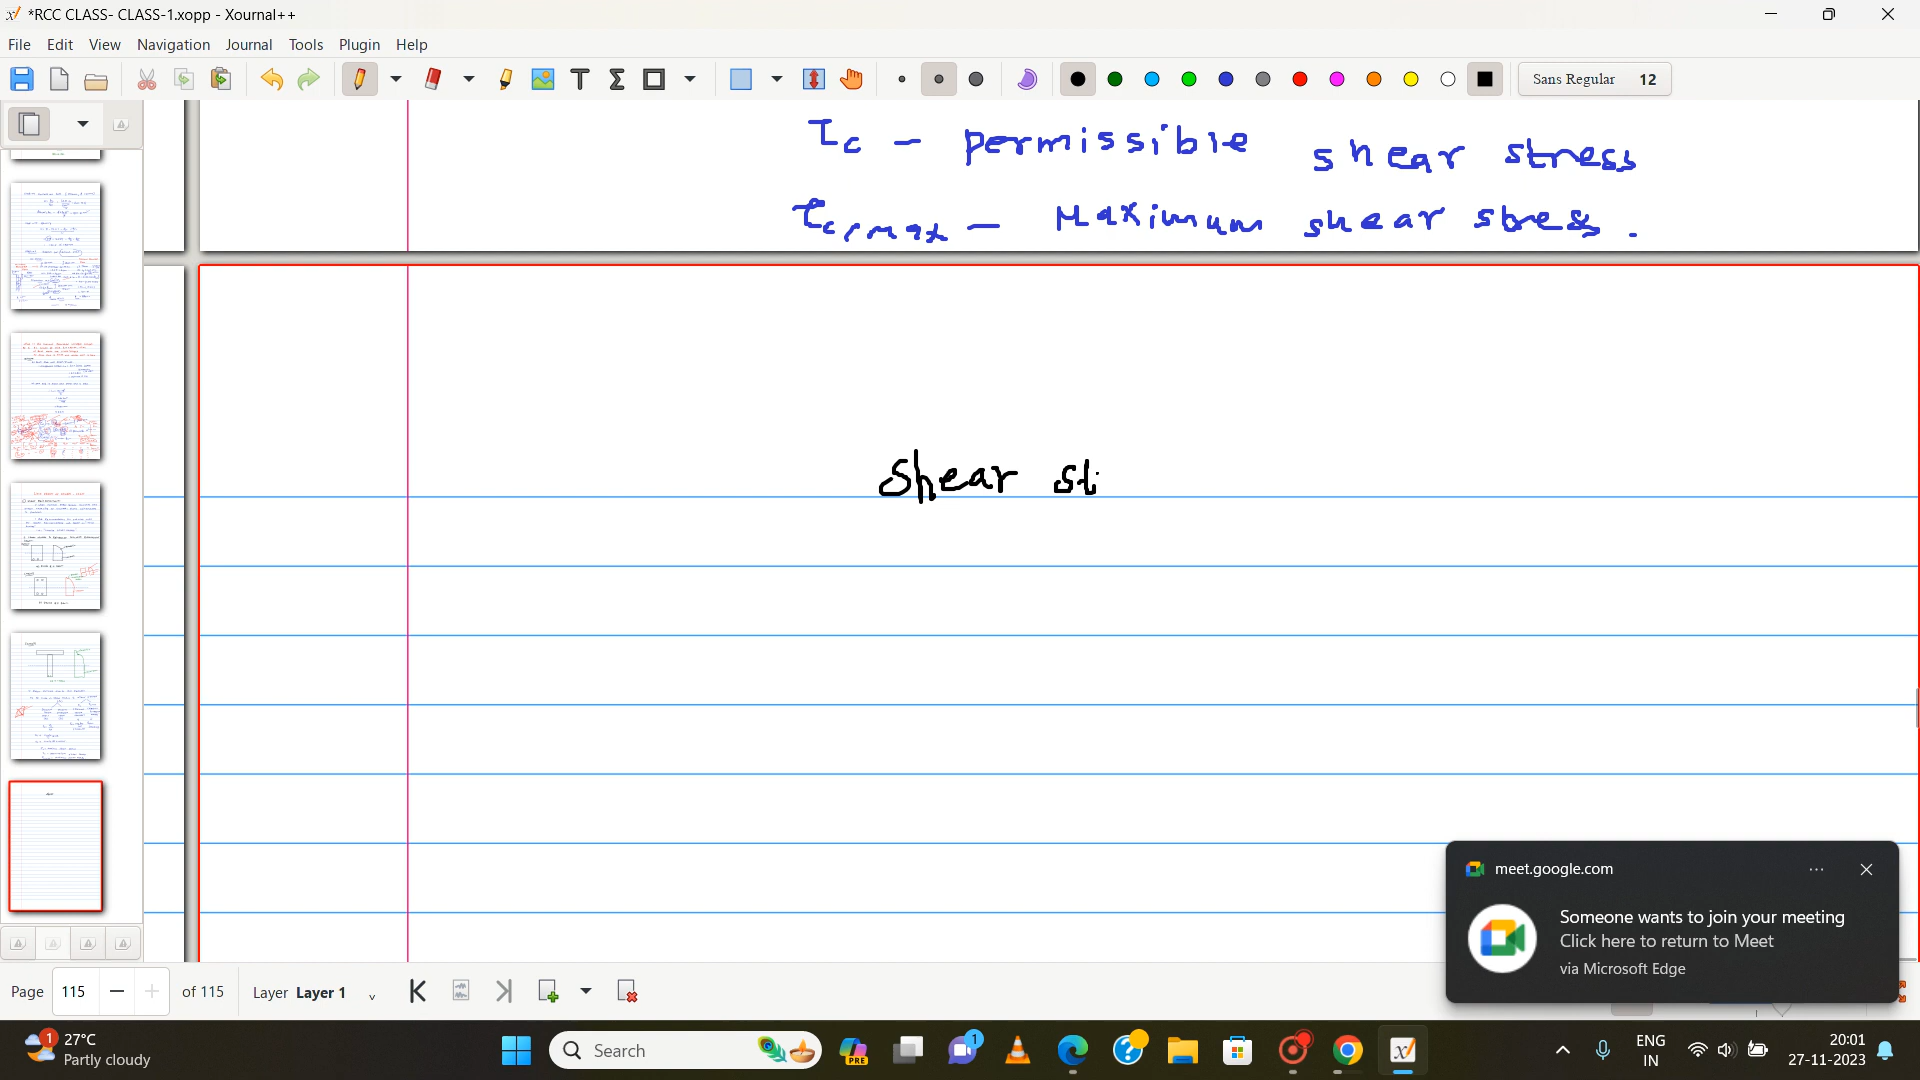 *RCC CLASS- CLASS-1.xopp - Xournal++
File Edit View Navigation Journal Tools Plugin Help
Sans Regular 12
τc - permissible shear stress
τc,max - Maximum shear stress.
Shear st
meet.google.com
Someone wants to join your meeting
Click here to return to Meet
via Microsoft Edge
Page 115 of 115 Layer Layer 1
1 27°C
Partly cloudy
Search
PRE
1
ENG
IN
20:01
27-11-2023